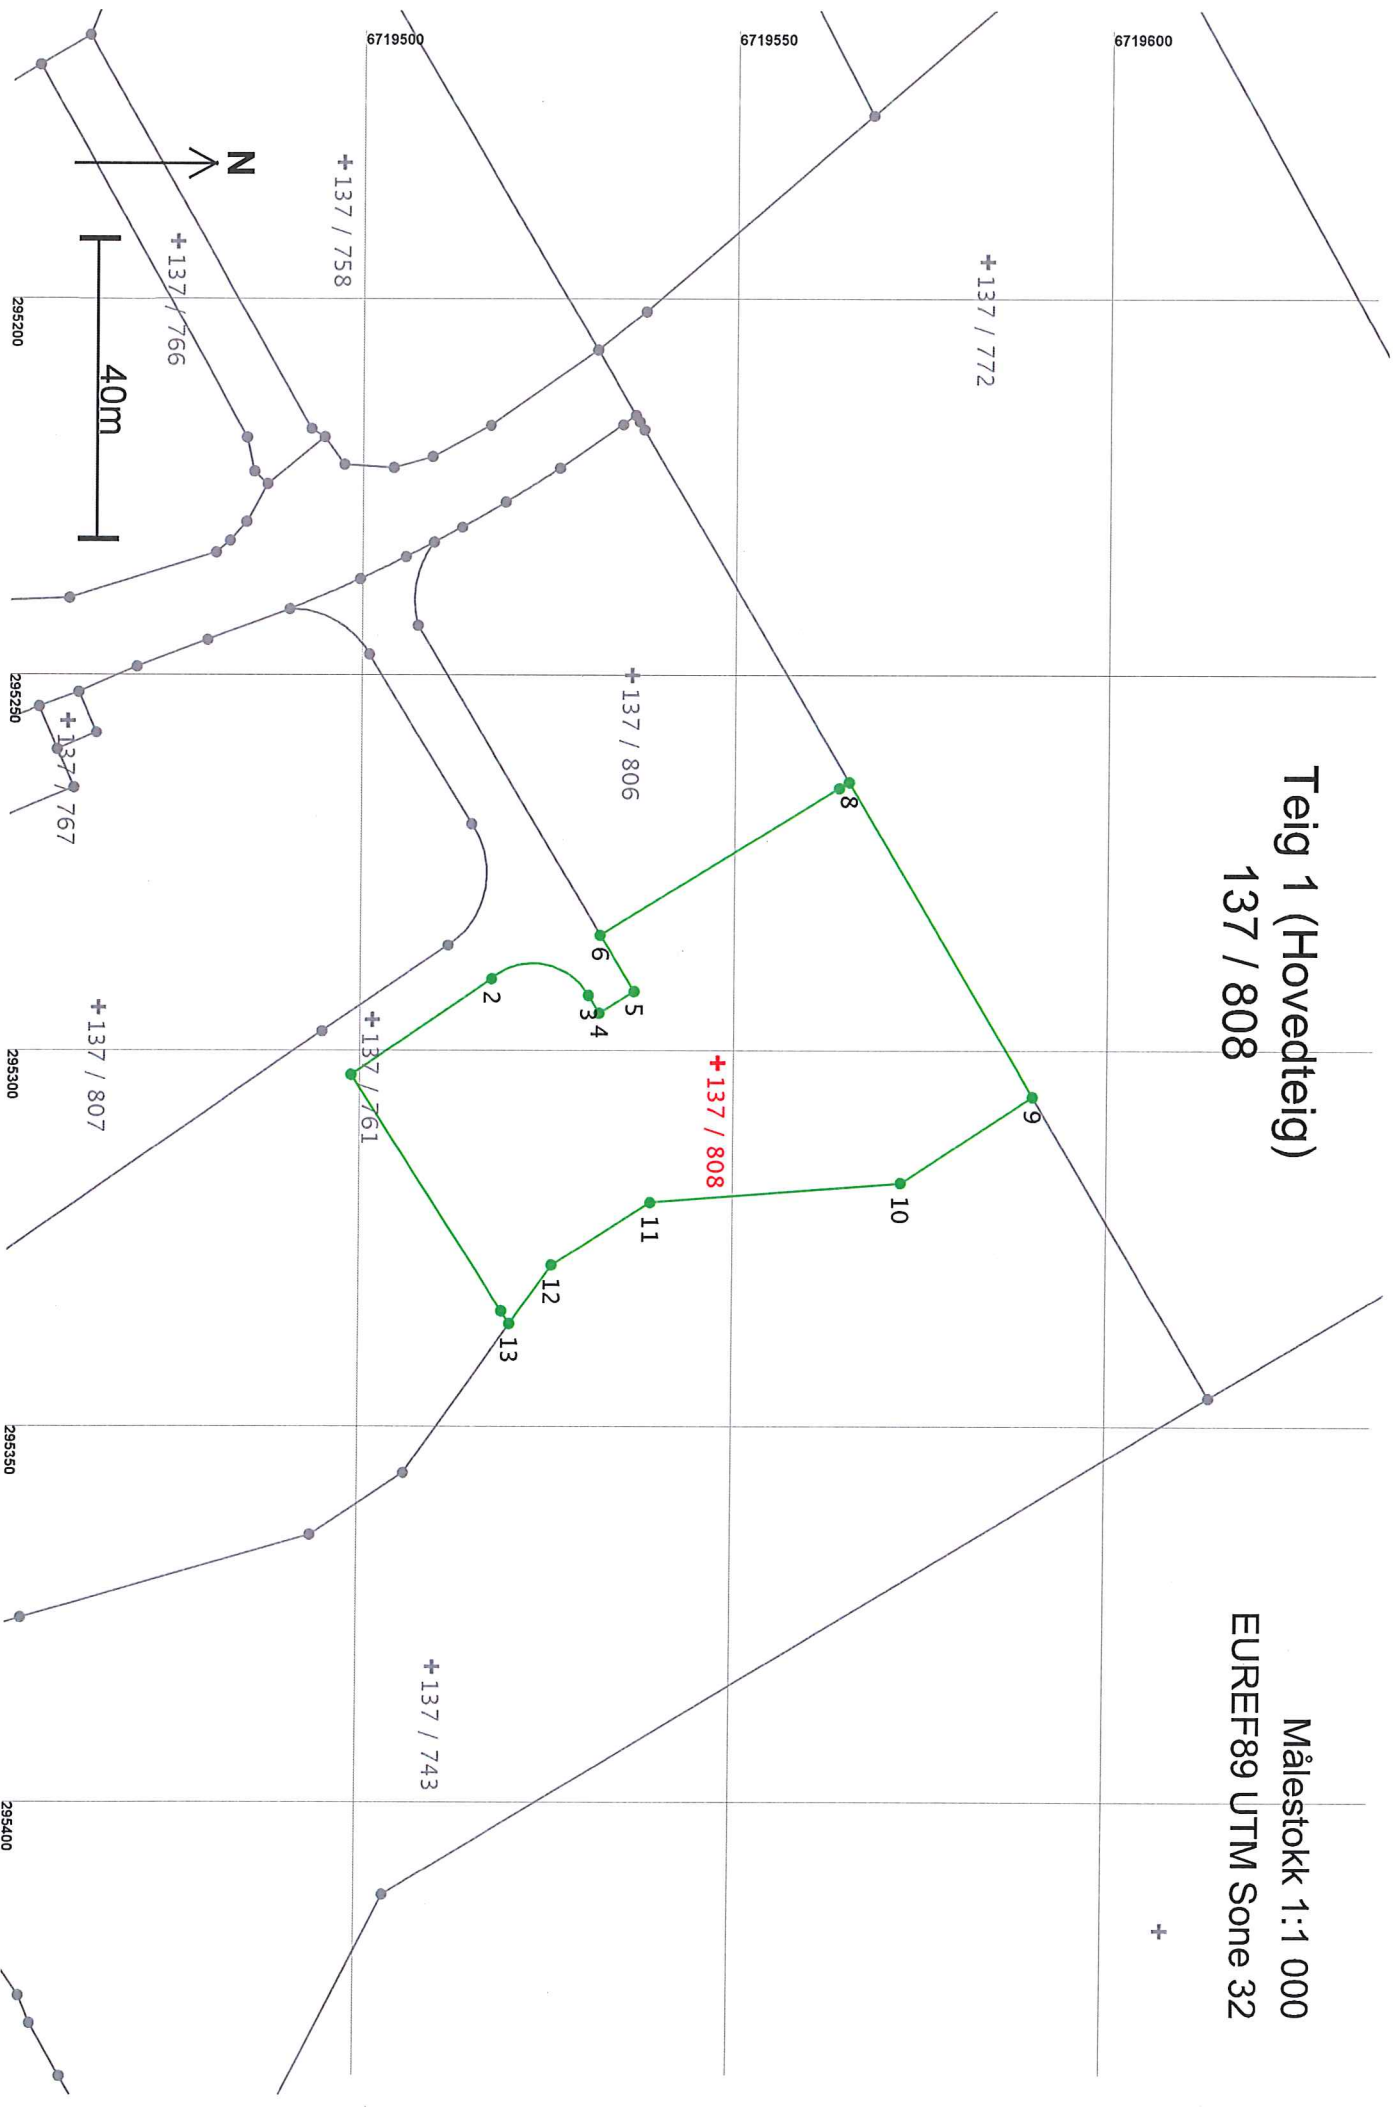 Teig 1 (Hovedteig)
137 / 808
Målestokk 1:1 000
EUREF89 UTM Sone 32
6719600
6719550
6719500
137 / 772
137 / 758
N
137 / 766
40m
137 / 806
137 / 767
137 / 808
137 / 761
137 / 807
137 / 743
8
9
10
11
12
13
6
5
4
3
2
295200
295250
295300
295350
295400